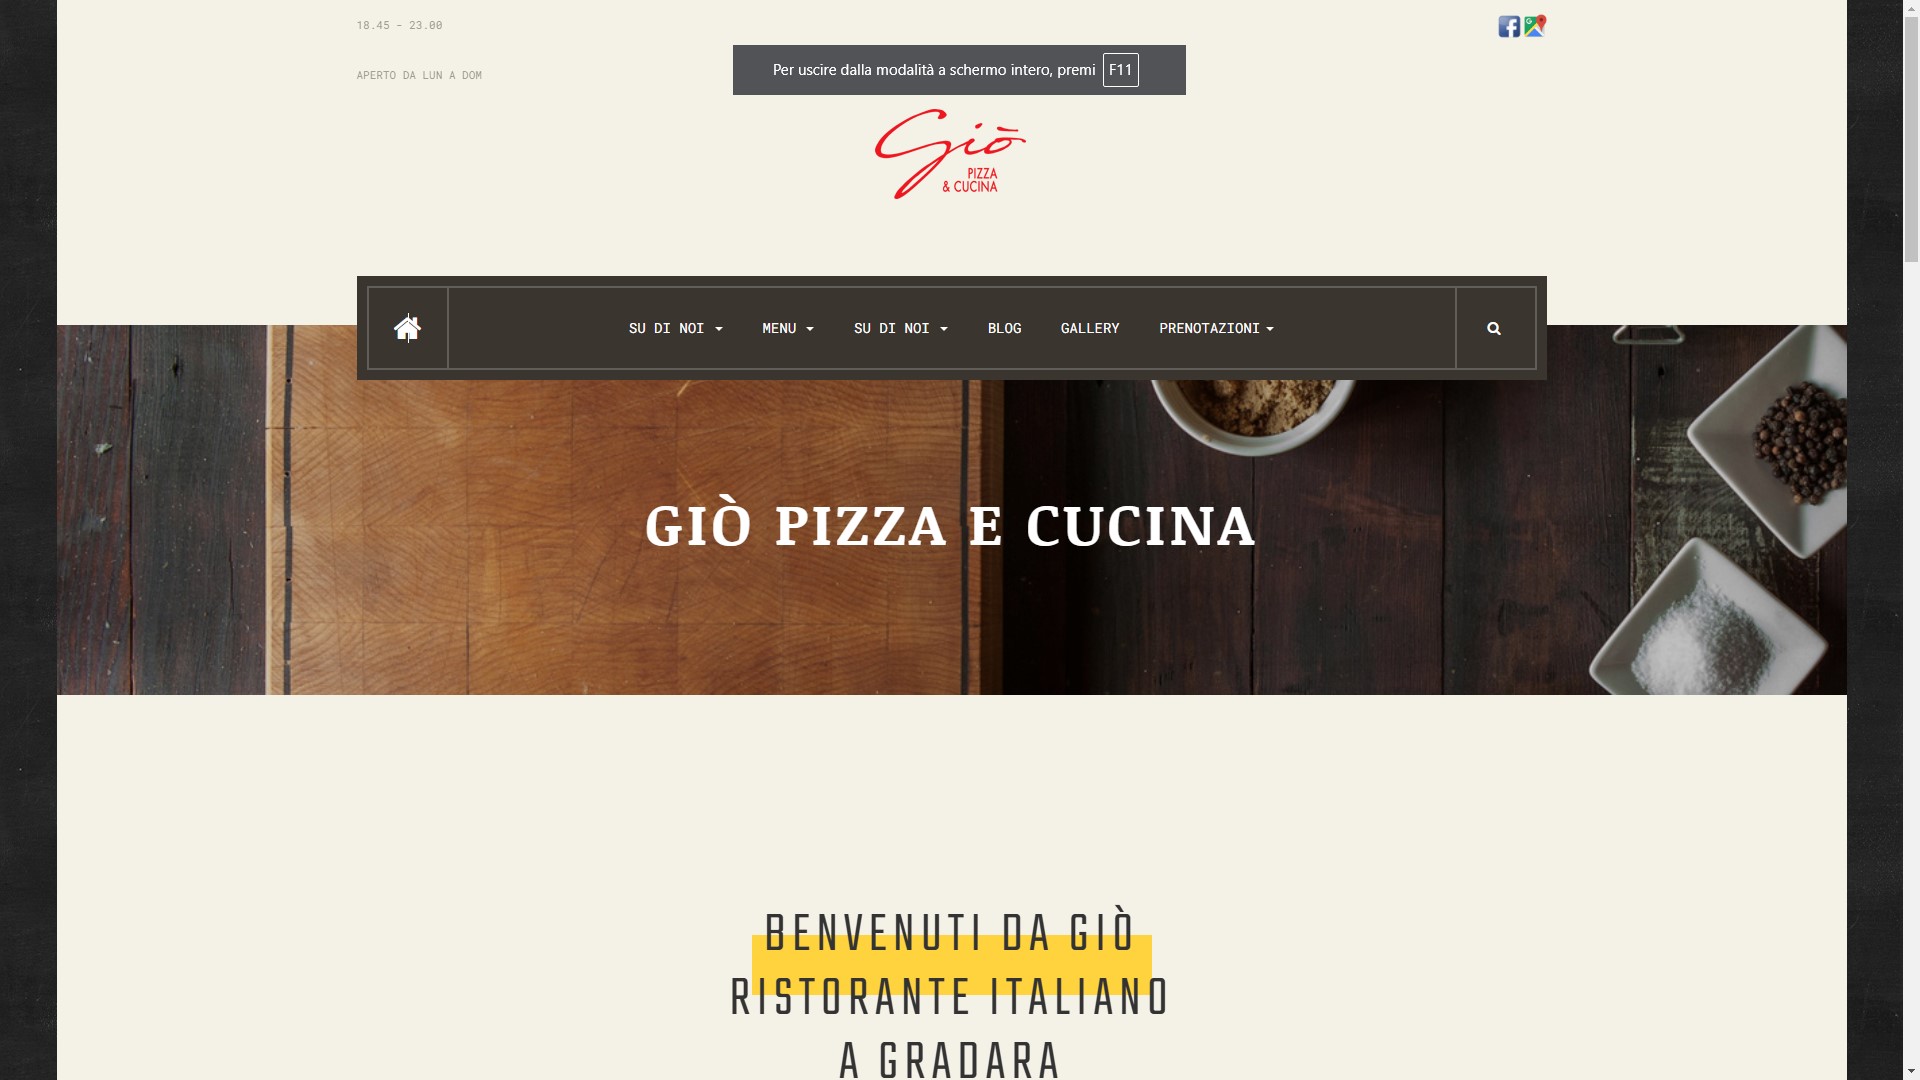 18.45 - 23.00
APERTO DA LUN A DOM
Per uscire dalla modalità a schermo intero, premi F11
Giò
PIZZA
& CUCINA
SU DI NOI MENU SU DI NOI BLOG GALLERY PRENOTAZIONI
GIÒ PIZZA E CUCINA
BENVENUTI DA GIÒ
RISTORANTE ITALIANO
A GRADARA